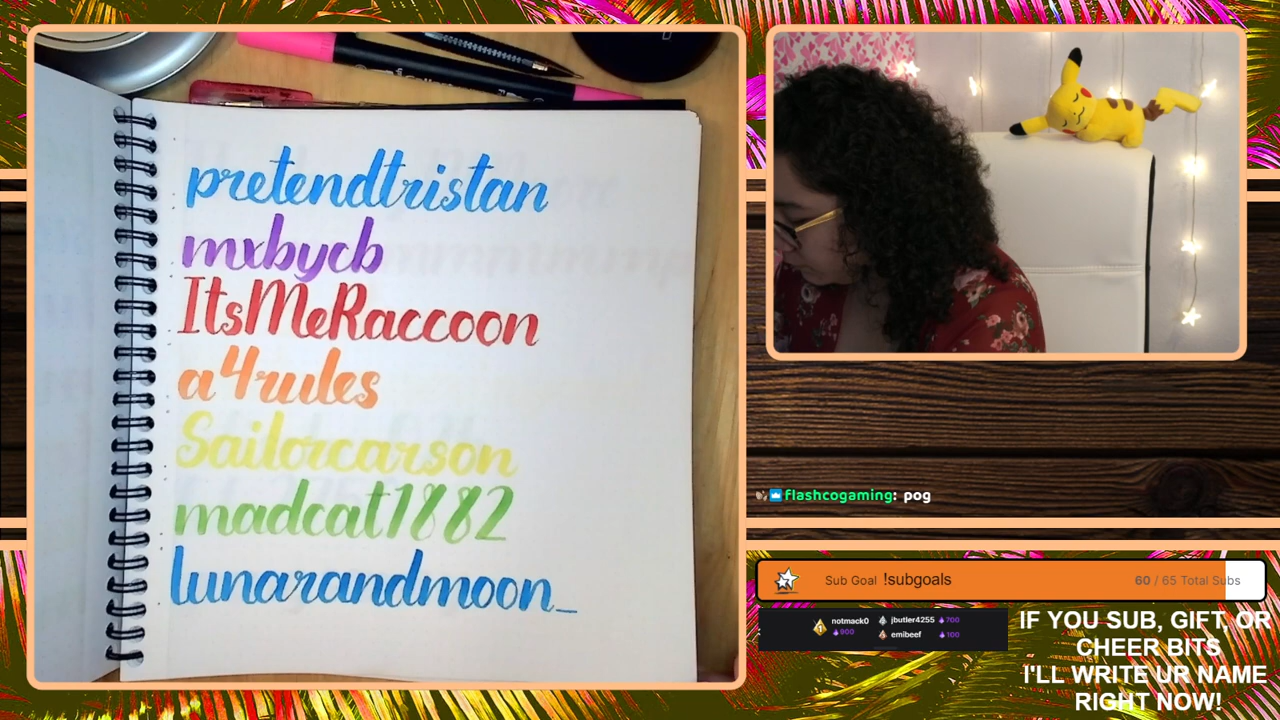 pretendtristan
mxbycb
ItsMeRaccoon
a4rules
Sailorcarson
madcat1882
lunarandmoon_
flashcogaming: pog
Sub Goal !subgoals 60 / 65 Total Subs
1 notmack0 900
jbutler4255 700
emibeef 100
IF YOU SUB, GIFT, OR
CHEER BITS
I'LL WRITE UR NAME
RIGHT NOW!